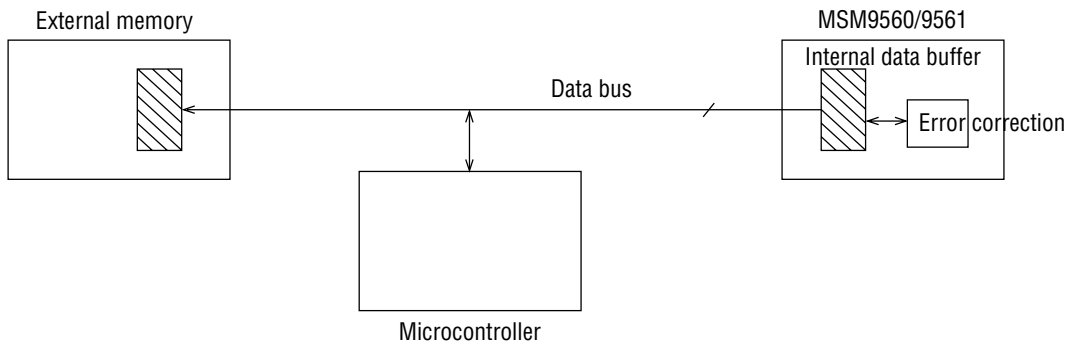 External memory
MSM9560/9561
Internal data buffer
Data bus
Error correction
Microcontroller